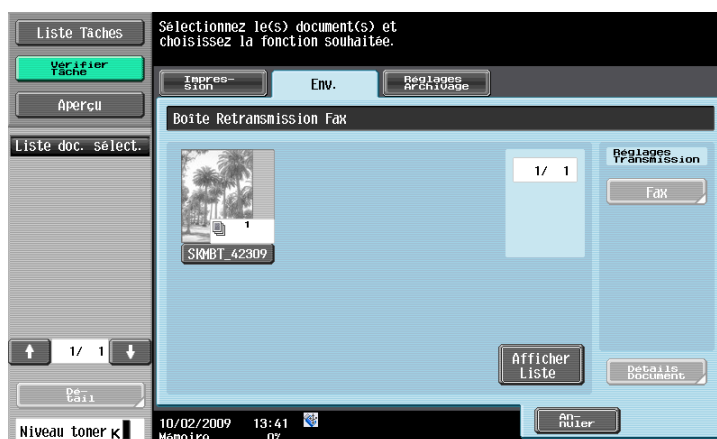 Liste Tâches
Vérifier
Tâche
Aperçu
Liste doc. sélect.
1/ 1
Dé-
tail
Niveau toner K
Sélectionnez le(s) document(s) et
choisissez la fonction souhaitée.
Impres-
sion
Env.
Réglages
Archivage
Boîte Retransmission Fax
1
SKMBT_42309
1/ 1
Afficher
Liste
Réglages
Transmission
Fax
Détails
Document
10/02/2009 13:41
Mémoire 0%
An-
nuler